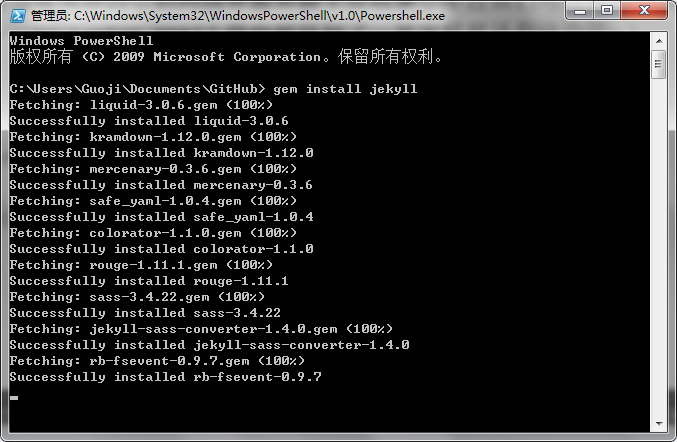 管理员: C:\Windows\System32\WindowsPowerShell\v1.0\Powershell.exe
Windows PowerShell
版权所有 (C) 2009 Microsoft Corporation。保留所有权利。
C:\Users\Guoji\Documents\GitHub> gem install jekyll
Fetching: liquid-3.0.6.gem (100%)
Successfully installed liquid-3.0.6
Fetching: kramdown-1.12.0.gem (100%)
Successfully installed kramdown-1.12.0
Fetching: mercenary-0.3.6.gem (100%)
Successfully installed mercenary-0.3.6
Fetching: safe_yaml-1.0.4.gem (100%)
Successfully installed safe_yaml-1.0.4
Fetching: colorator-1.1.0.gem (100%)
Successfully installed colorator-1.1.0
Fetching: rouge-1.11.1.gem (100%)
Successfully installed rouge-1.11.1
Fetching: sass-3.4.22.gem (100%)
Successfully installed sass-3.4.22
Fetching: jekyll-sass-converter-1.4.0.gem (100%)
Successfully installed jekyll-sass-converter-1.4.0
Fetching: rb-fsevent-0.9.7.gem (100%)
Successfully installed rb-fsevent-0.9.7